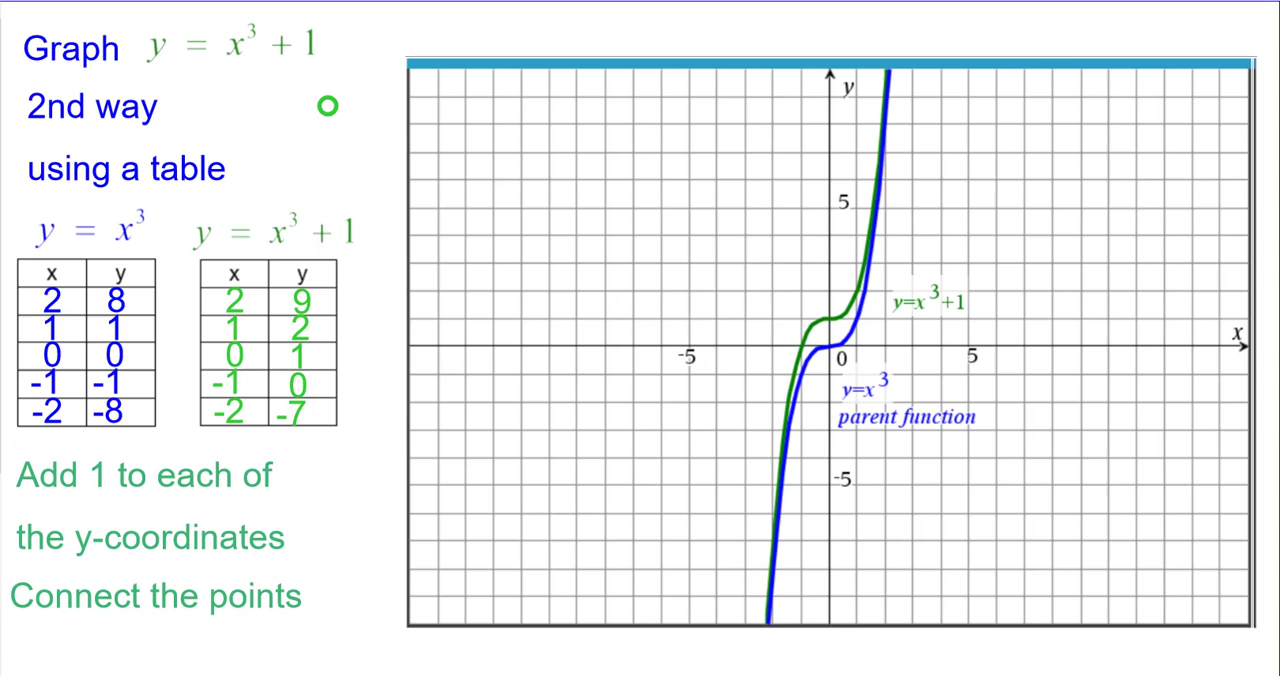 Graph y = x³ + 1
2nd way
using a table
y = x³
x y
2 8
1 1
0 0
-1 -1
-2 -8
y = x³ + 1
x y
2 9
1 2
0 1
-1 0
-2 -7
Add 1 to each of
the y-coordinates
Connect the points
y
5
y=x³+1
x
-5 0 5
y=x³
parent function
-5